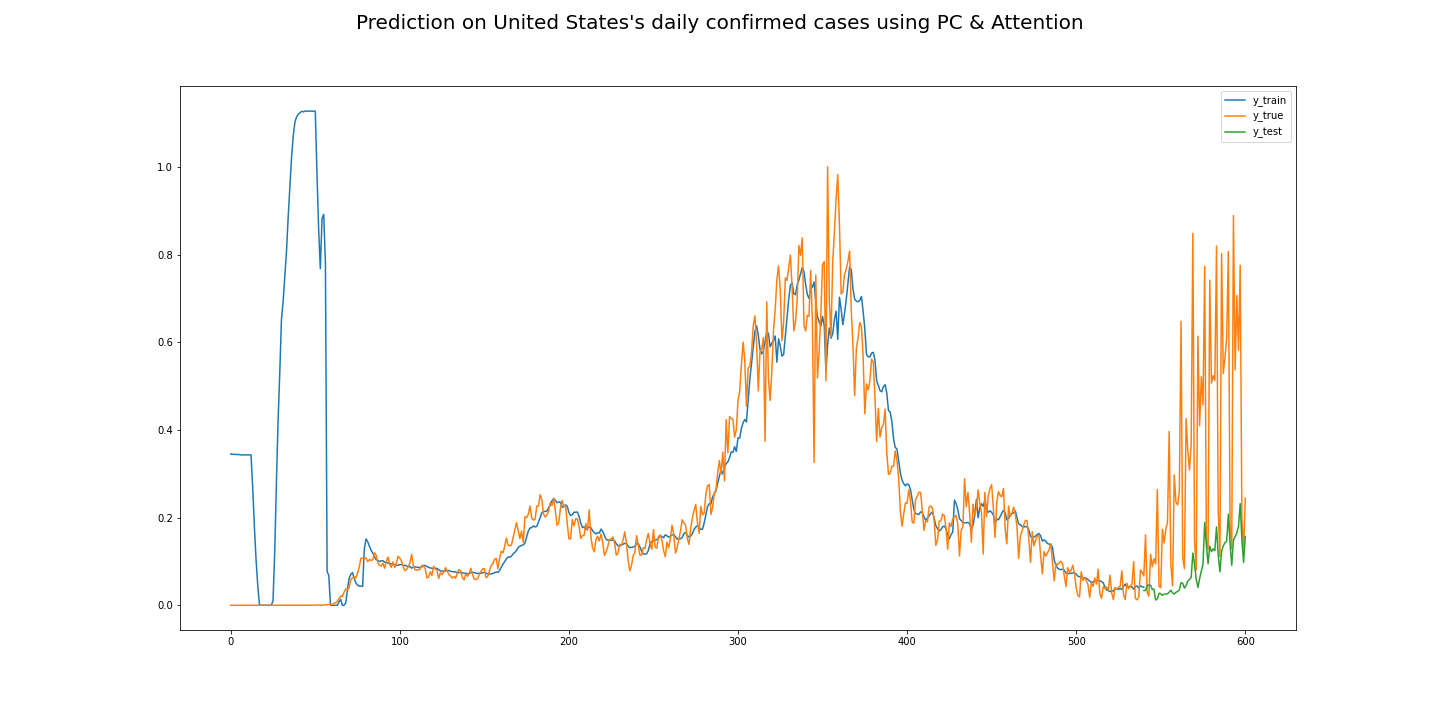 Prediction on United States's daily confirmed cases using PC & Attention
y_train
y_true
y_test
1.0
0.8
0.6
0.4
0.2
0.0
0 100 200 300 400 500 600